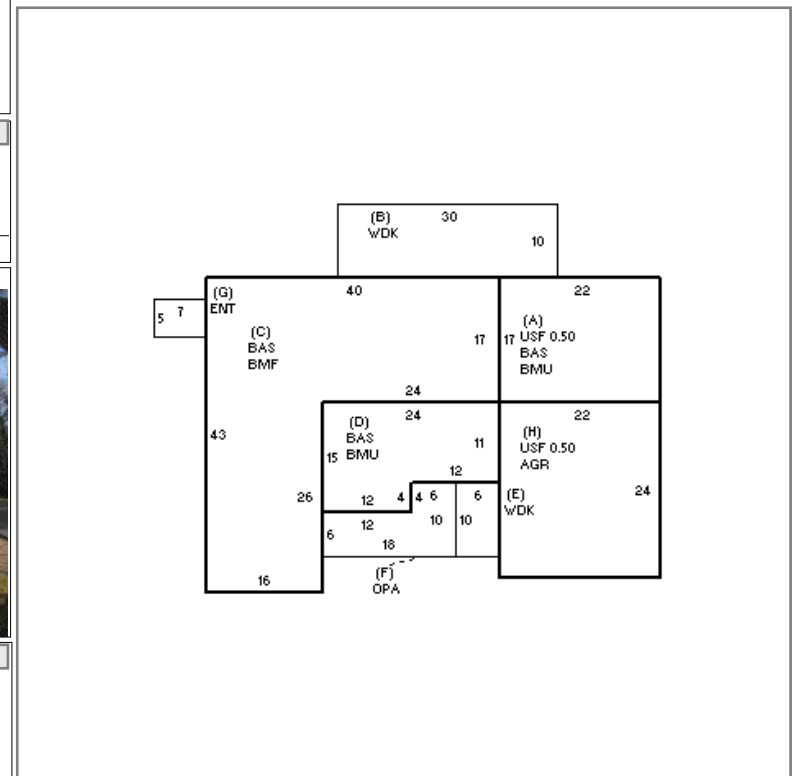 (B) 30
WDK
10
(G) 40 22
ENT
5 7
(A)
17 17 USF 0.50
BAS
BMU
(C)
BAS
BMF
24
24 22
(D)
BAS
BMU
(H)
USF 0.50
AGR
43 11
15
12
26 12 4 4 6 6 (E) 24
WDK
12 10 10
6
18
(F)
OPA
16